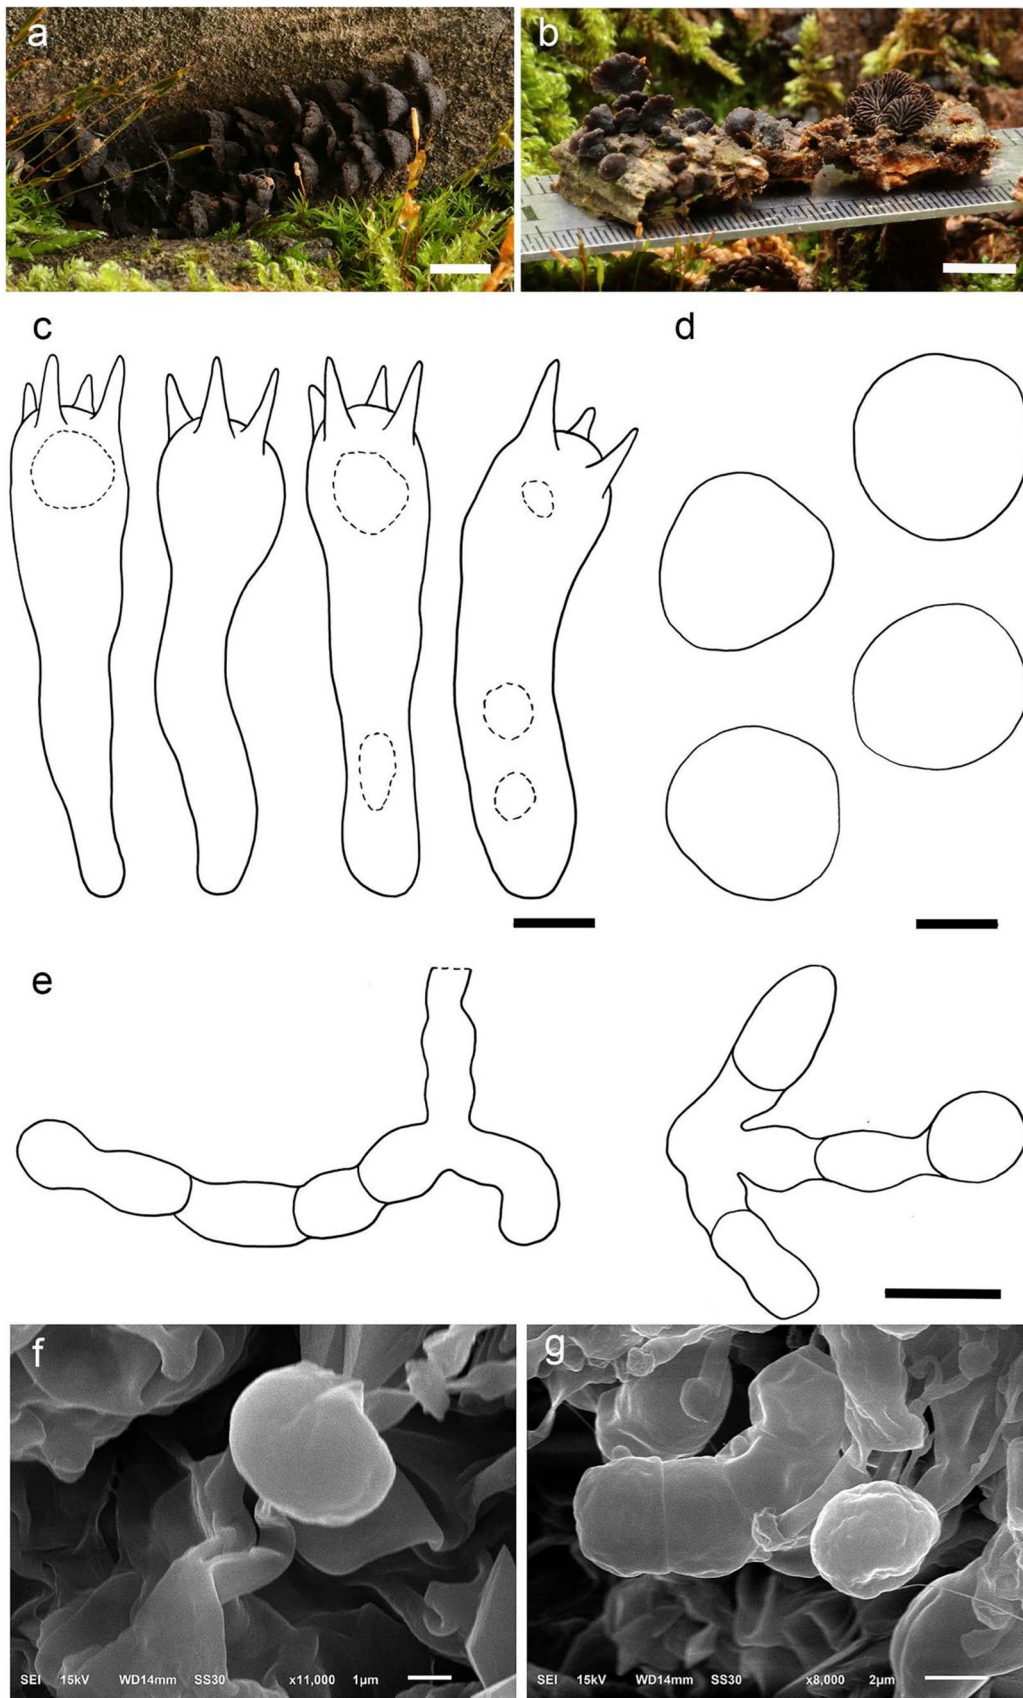 a
b
c
d
e
f
g
SEI 15kV WD14mm SS30 x11,000 1µm
SEI 15kV WD14mm SS30 x8,000 2µm